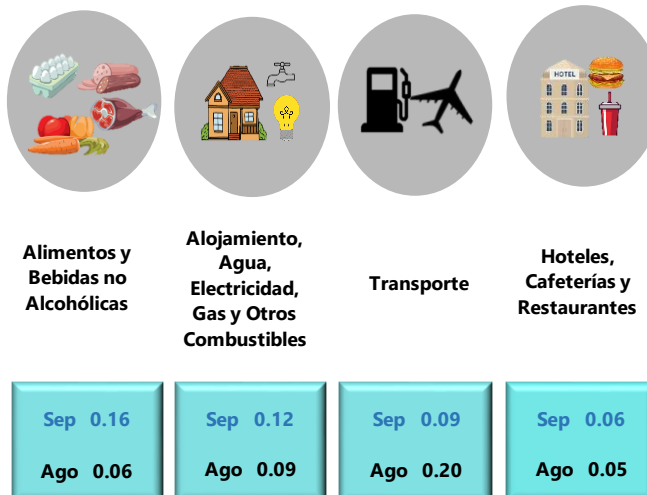 HOTEL
Alimentos y
Bebidas no
Alcohólicas
Alojamiento,
Agua,
Electricidad,
Gas y Otros
Combustibles
Transporte
Hoteles,
Cafeterías y
Restaurantes
Sep 0.16
Ago 0.06
Sep 0.12
Ago 0.09
Sep 0.09
Ago 0.20
Sep 0.06
Ago 0.05